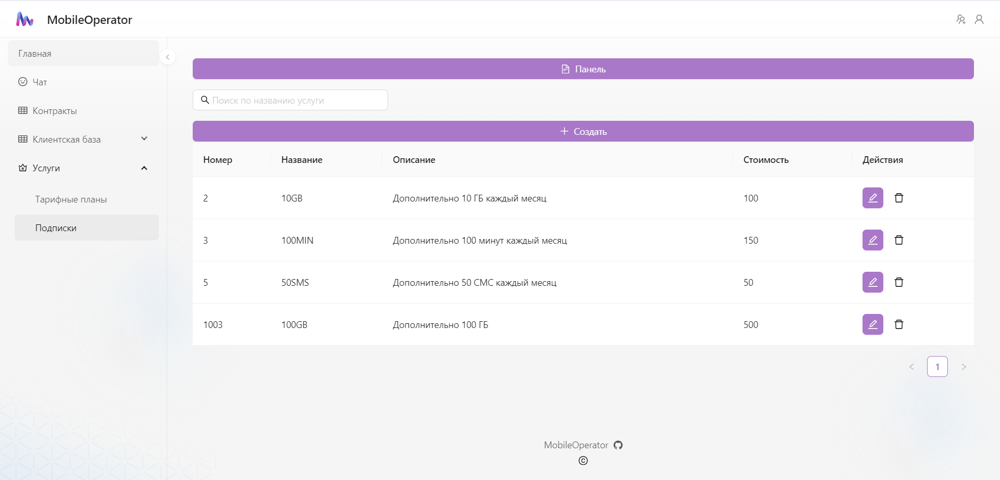 MobileOperator
Главная
Чат
Контракты
Клиентская база
Услуги
Тарифные планы
Подписки
Панель
Поиск по названию услуги
Создать
Номер Название Описание Стоимость Действия
2 10GB Дополнительно 10 ГБ каждый месяц 100
3 100MIN Дополнительно 100 минут каждый месяц 150
5 50SMS Дополнительно 50 СМС каждый месяц 50
1003 100GB Дополнительно 100 ГБ 500
< 1 >
MobileOperator
©